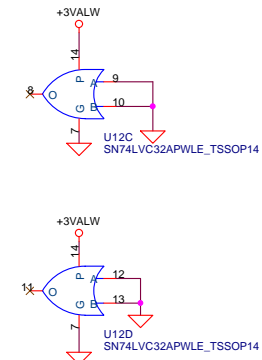 +3VALW
14
P
A
9
8
O
B
10
G
7
U12C
SN74LVC32APWLE_TSSOP14
+3VALW
14
P
A
12
11
O
B
13
G
7
U12D
SN74LVC32APWLE_TSSOP14